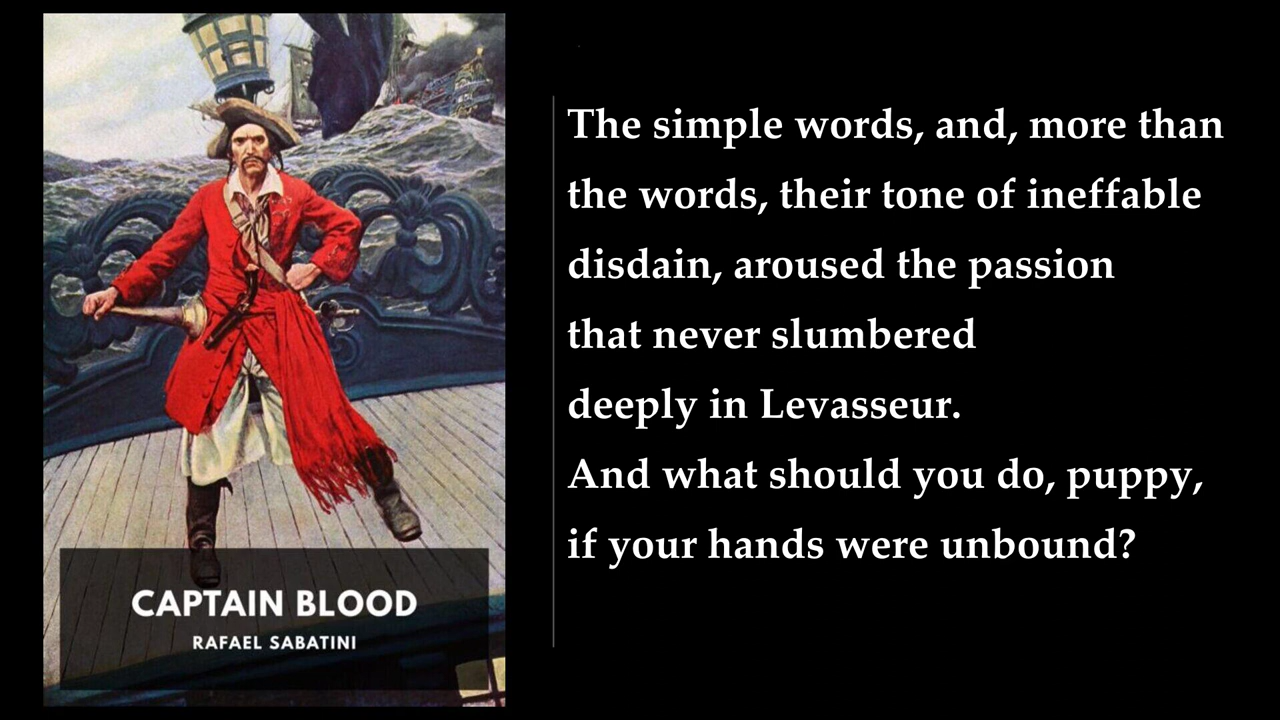 CAPTAIN BLOOD
RAFAEL SABATINI
The simple words, and, more than
the words, their tone of ineffable
disdain, aroused the passion
that never slumbered
deeply in Levasseur.
And what should you do, puppy,
if your hands were unbound?